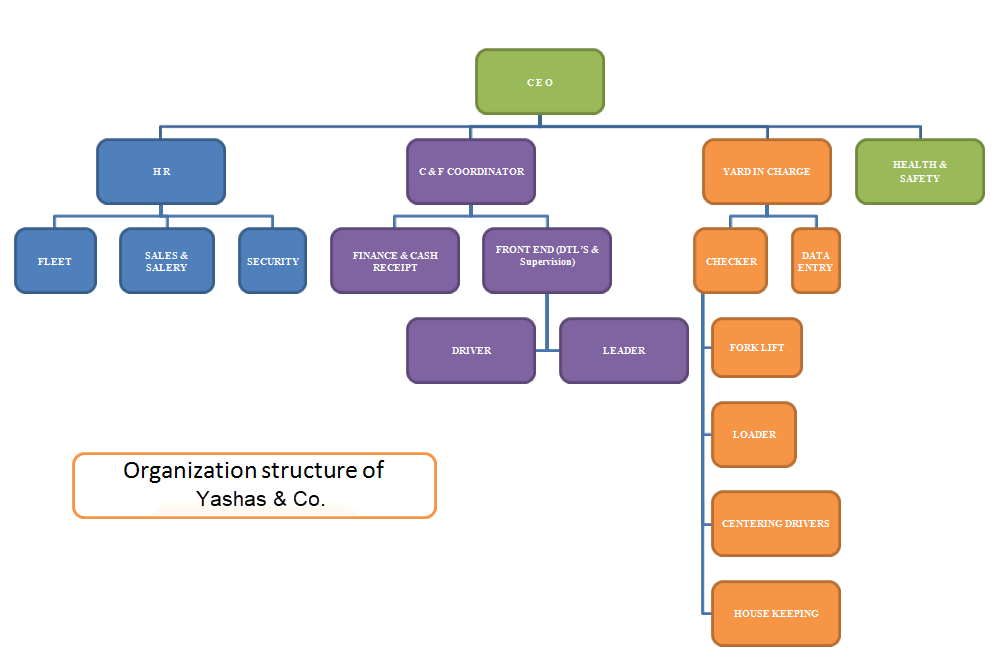 C E O
H R
C & F COORDINATOR
YARD IN CHARGE
HEALTH &
SAFETY
FLEET
SALES &
SALERY
SECURITY
FINANCE & CASH
RECEIPT
FRONT END (DTL’S &
Supervision)
CHECKER
DATA
ENTRY
DRIVER
LEADER
FORK LIFT
LOADER
CENTERING DRIVERS
HOUSE KEEPING
Organization structure of
Yashas & Co.